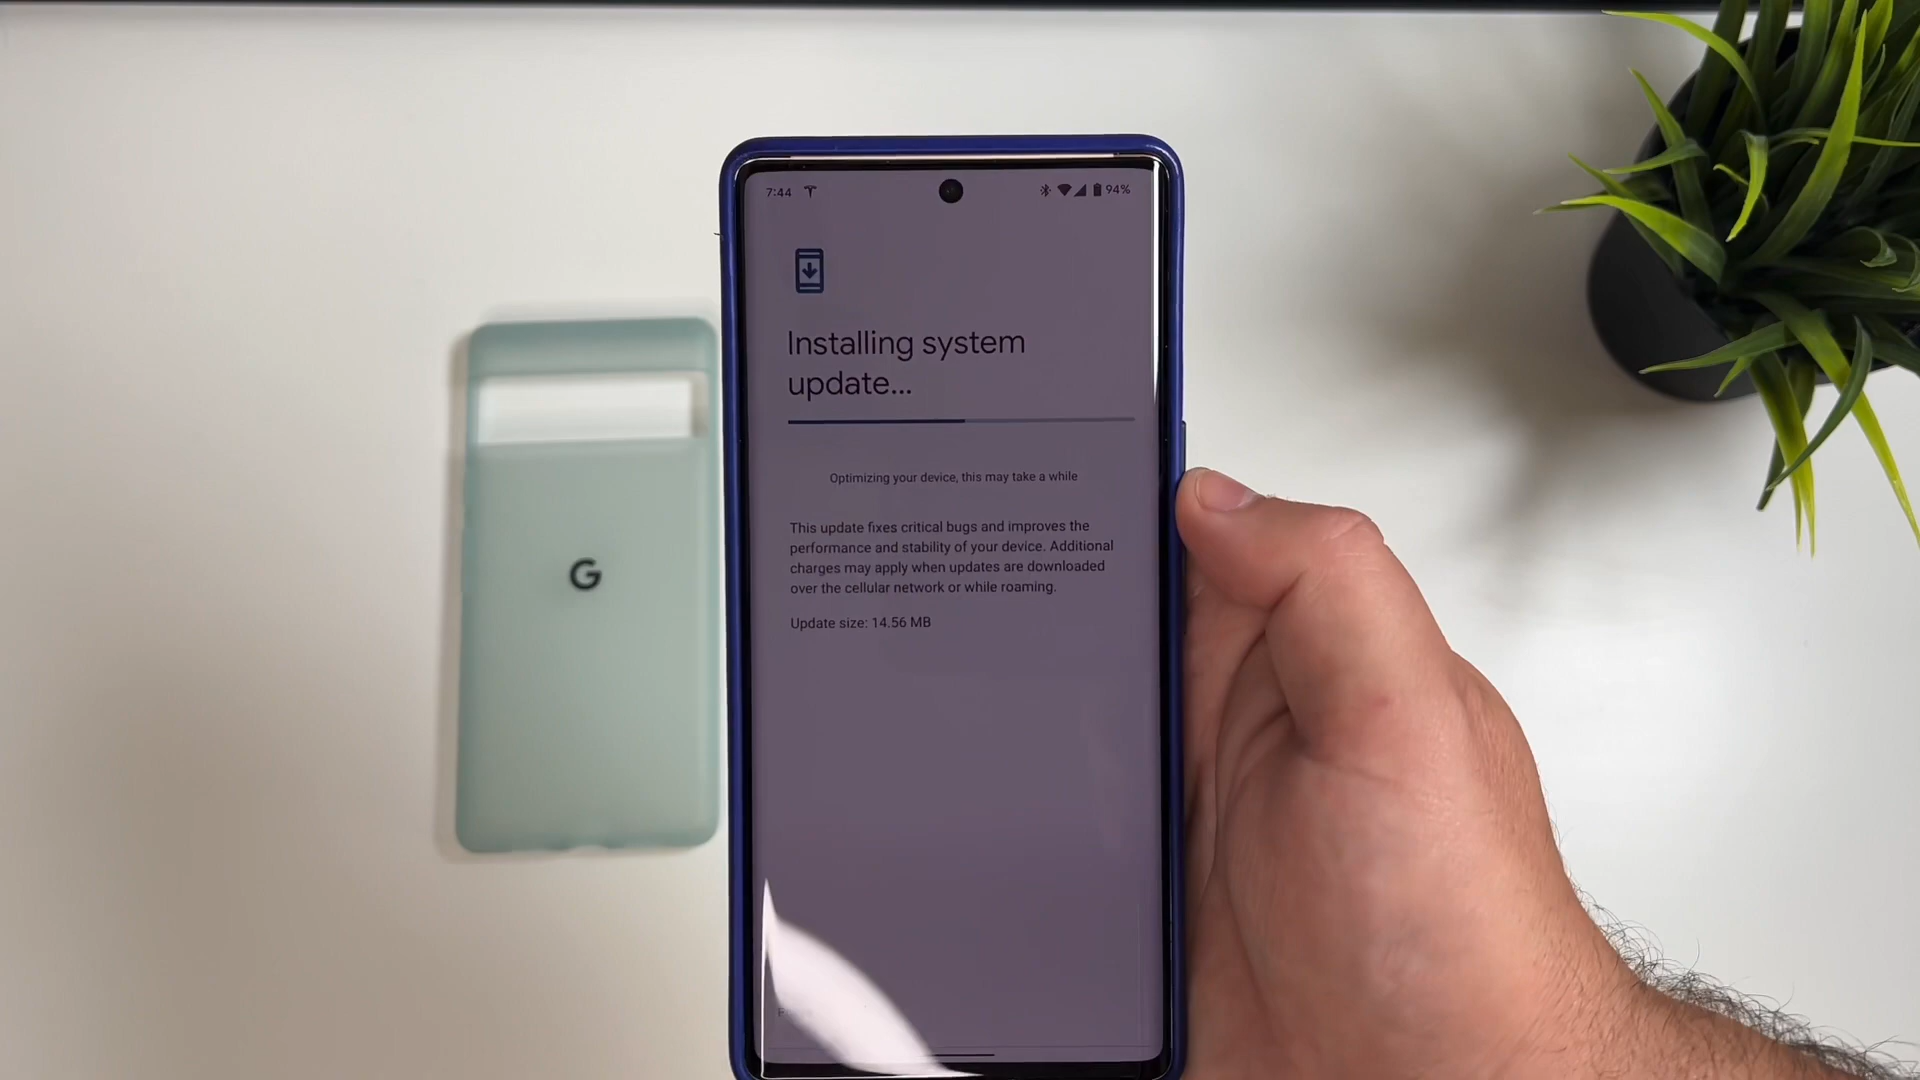 7:44 94%
Installing system
update...
Optimizing your device, this may take a while
This update fixes critical bugs and improves the
performance and stability of your device. Additional
charges may apply when updates are downloaded
over the cellular network or while roaming.
Update size: 14.56 MB
G